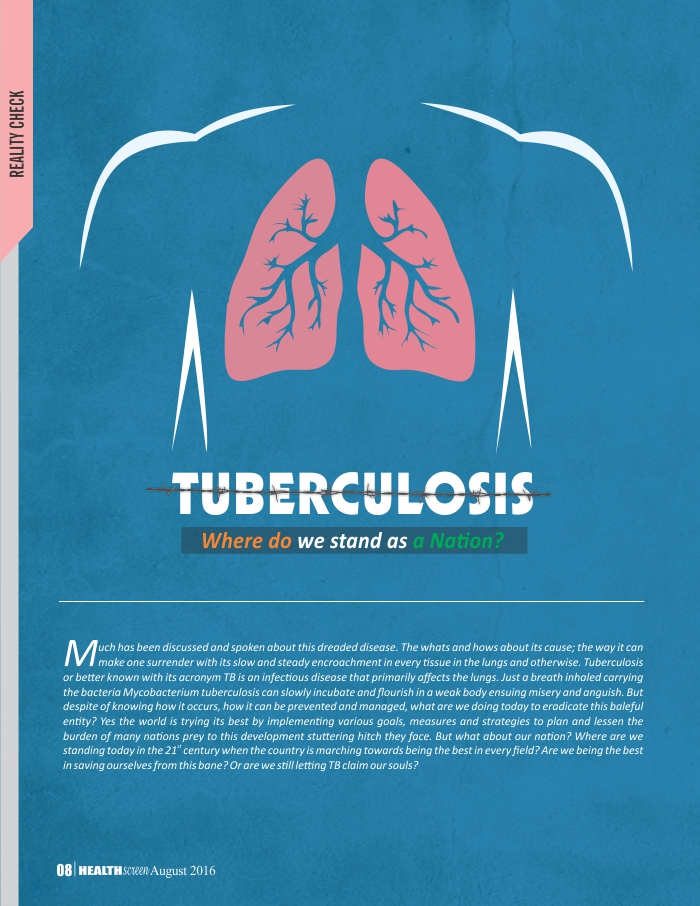 REALITY CHECK
TUBERCULOSIS
Where do we stand as a Nation?
Much has been discussed and spoken about this dreaded disease. The whats and hows about its cause; the way it can
make one surrender with its slow and steady encroachment in every tissue in the lungs and otherwise. Tuberculosis
or better known with its acronym TB is an infectious disease that primarily affects the lungs. Just a breath inhaled carrying
the bacteria Mycobacterium tuberculosis can slowly incubate and flourish in a weak body ensuing misery and anguish. But
despite of knowing how it occurs, how it can be prevented and managed, what are we doing today to eradicate this baleful
entity? Yes the world is trying its best by implementing various goals, measures and strategies to plan and lessen the
burden of many nations prey to this development stuttering hitch they face. But what about our nation? Where are we
standing today in the 21st century when the country is marching towards being the best in every field? Are we being the best
in saving ourselves from this bane? Or are we still letting TB claim our souls?
08 HEALTHscreen August 2016